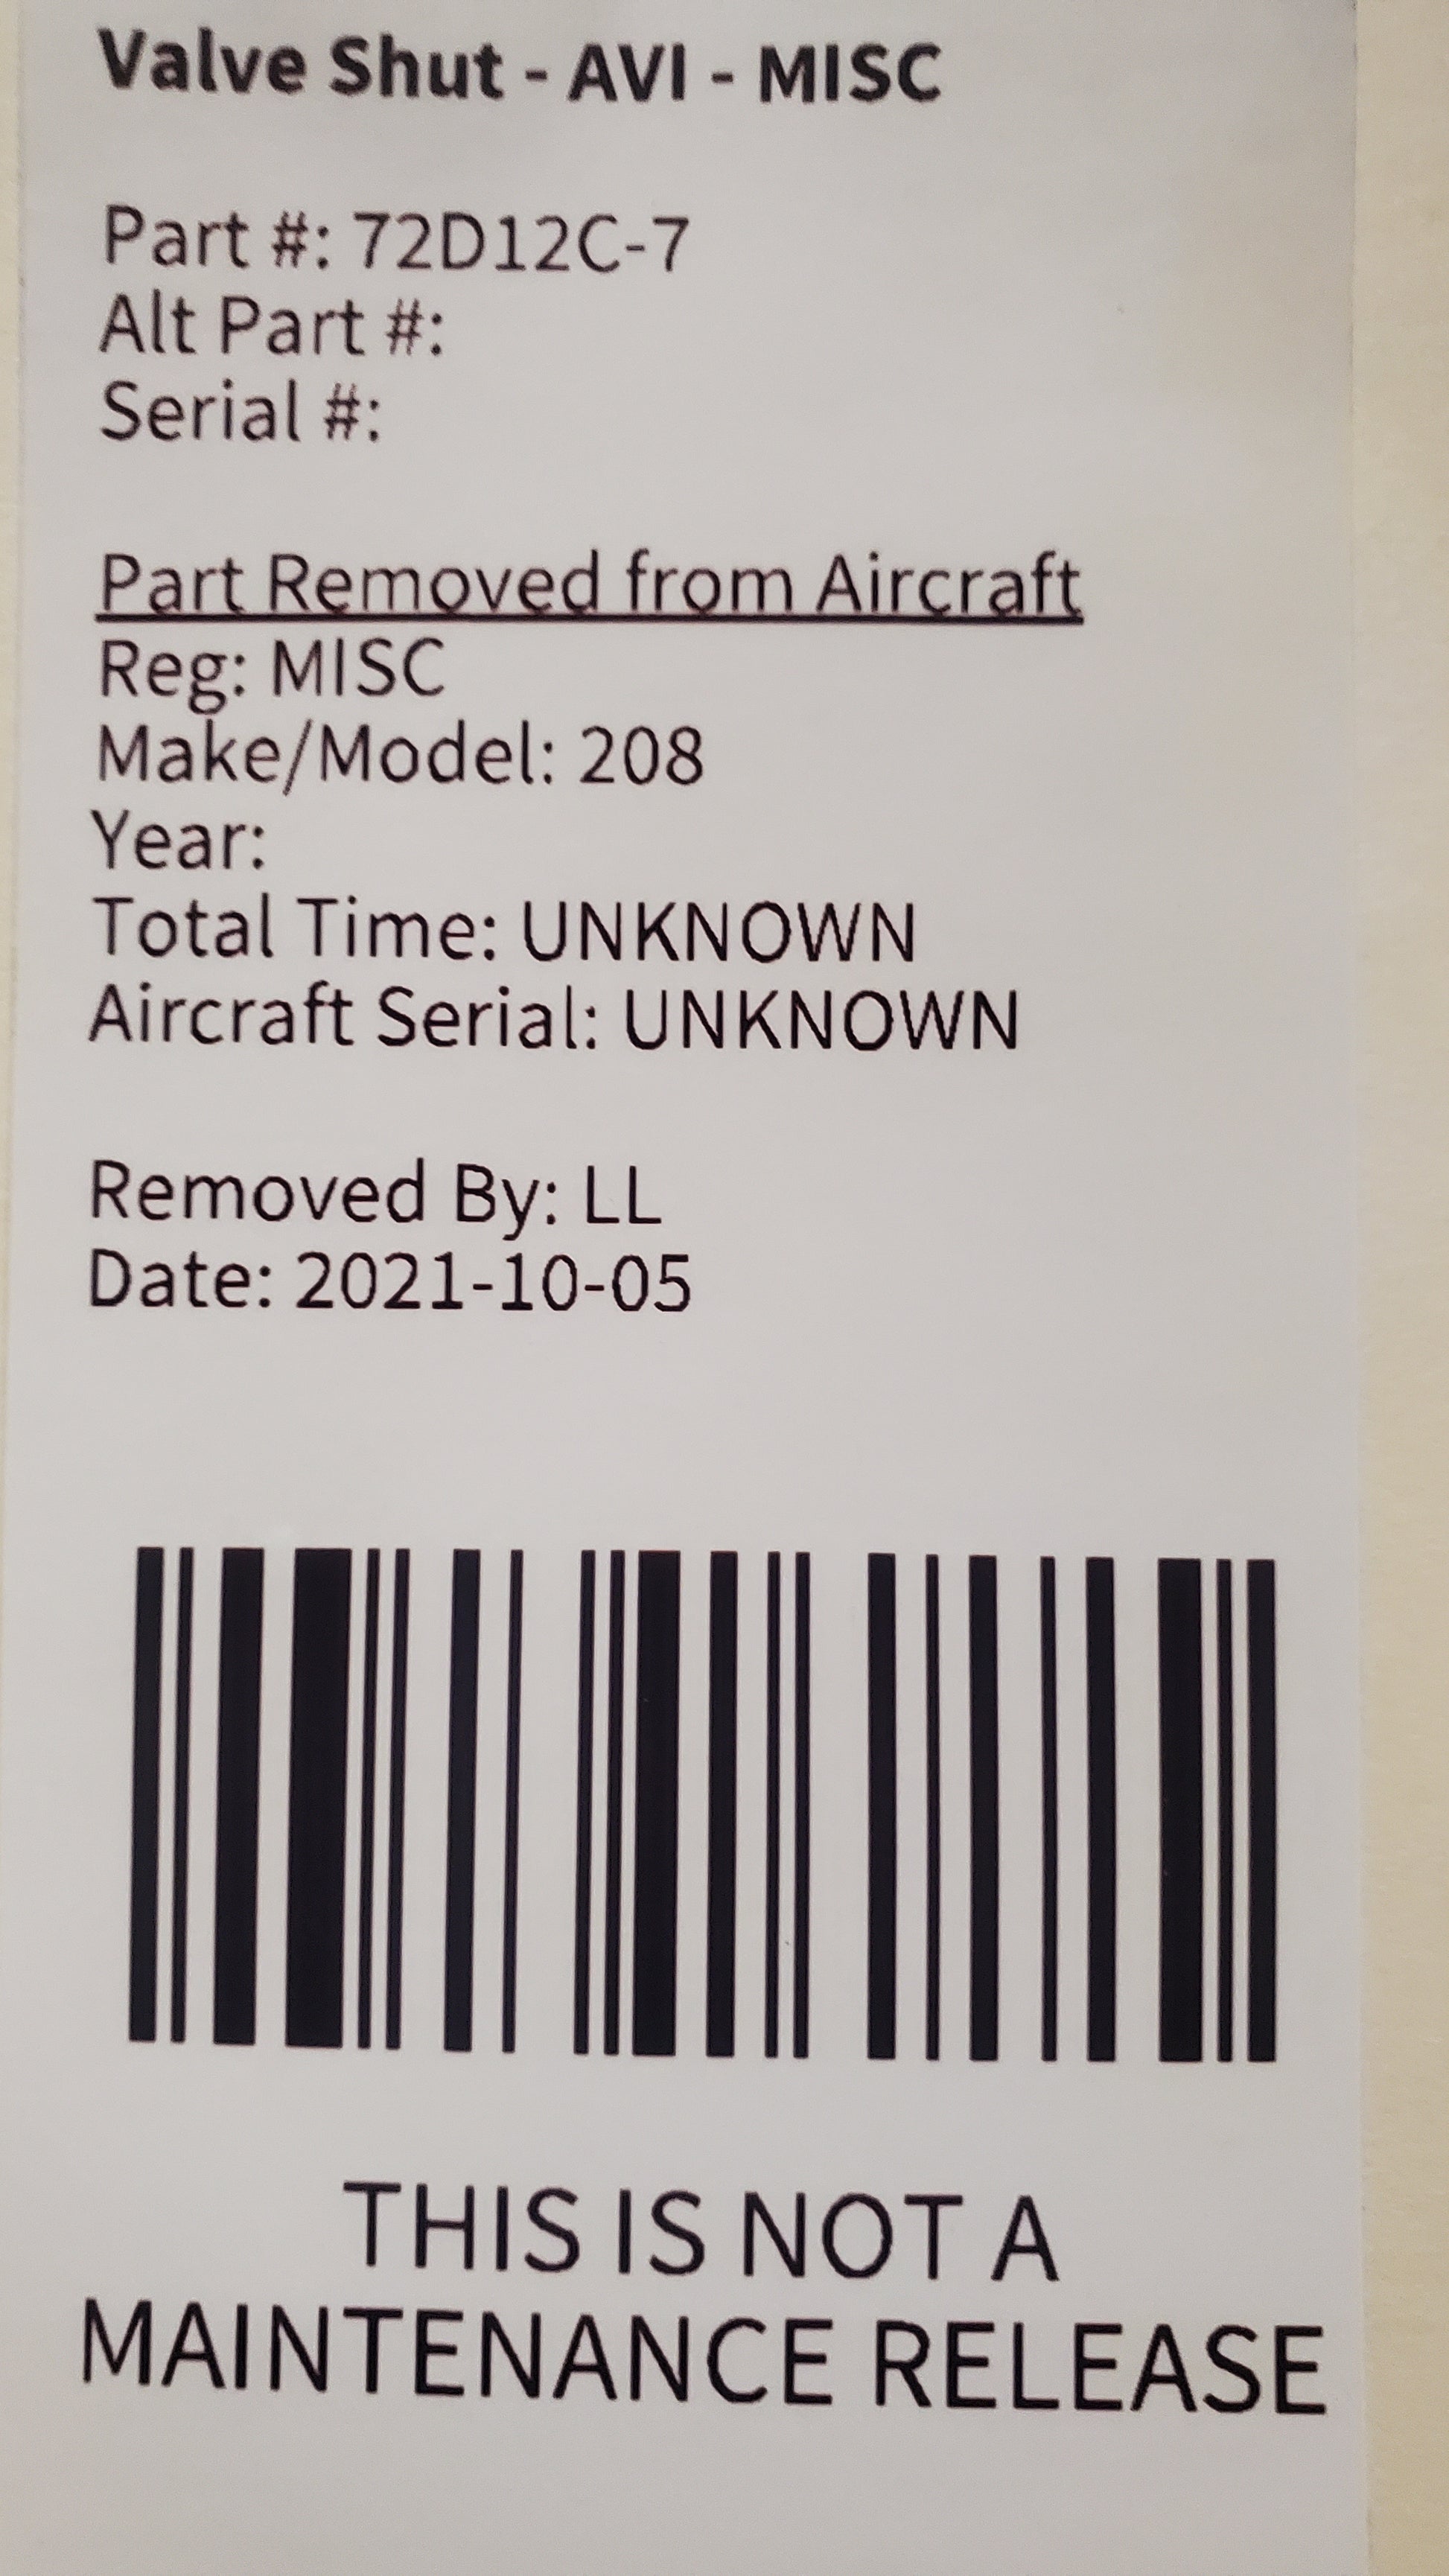 Valve Shut - AVI - MISC
Part #: 72D12C-7
Alt Part #:
Serial #:
Part Removed from Aircraft
Reg: MISC
Make/Model: 208
Year:
Total Time: UNKNOWN
Aircraft Serial: UNKNOWN
Removed By: LL
Date: 2021-10-05
THIS IS NOT A
MAINTENANCE RELEASE